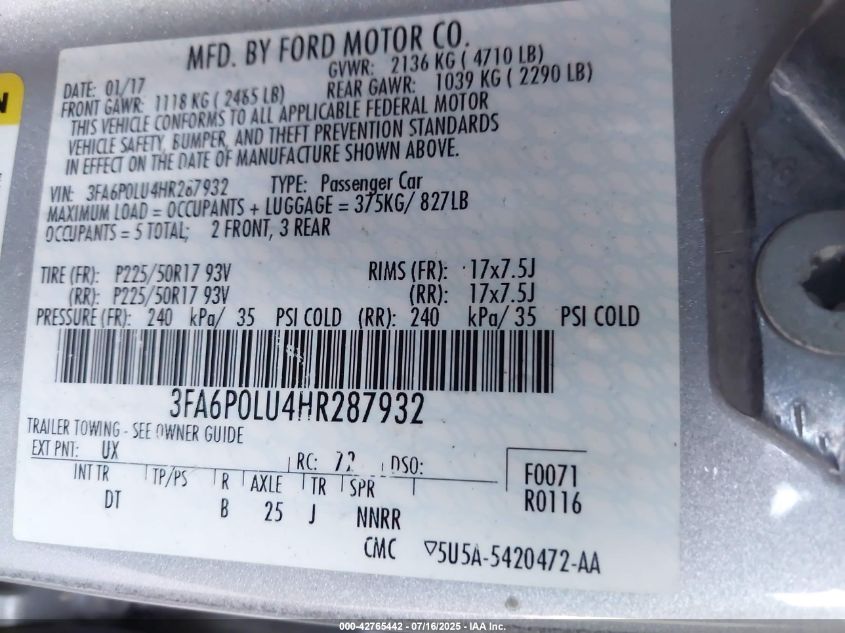 N
MFD. BY FORD MOTOR CO.
DATE: 01/17 GVWR: 2136 KG ( 4710 LB)
FRONT GAWR: 1118 KG ( 2465 LB) REAR GAWR: 1039 KG ( 2290 LB)
THIS VEHICLE CONFORMS TO ALL APPLICABLE FEDERAL MOTOR
VEHICLE SAFETY, BUMPER, AND THEFT PREVENTION STANDARDS
IN EFFECT ON THE DATE OF MANUFACTURE SHOWN ABOVE.
VIN: 3FA6P0LU4HR287932 TYPE: Passenger Car
MAXIMUM LOAD = OCCUPANTS + LUGGAGE = 375KG/ 827LB
OCCUPANTS = 5 TOTAL; 2 FRONT, 3 REAR
TIRE (FR): P225/50R17 93V RIMS (FR): 17x7.5J
(RR): P225/50R17 93V (RR): 17x7.5J
PRESSURE (FR): 240 kPa/ 35 PSI COLD (RR): 240 kPa/ 35 PSI COLD
3FA6P0LU4HR287932
TRAILER TOWING - SEE OWNER GUIDE
EXT PNT: UX RC: 72 DSO:
INT TR TP/PS R AXLE TR SPR
DT B 25 J NNRR
F0071
R0116
CMC ▽5U5A-5420472-AA
000-42765442 - 07/16/2025 - IAA Inc.